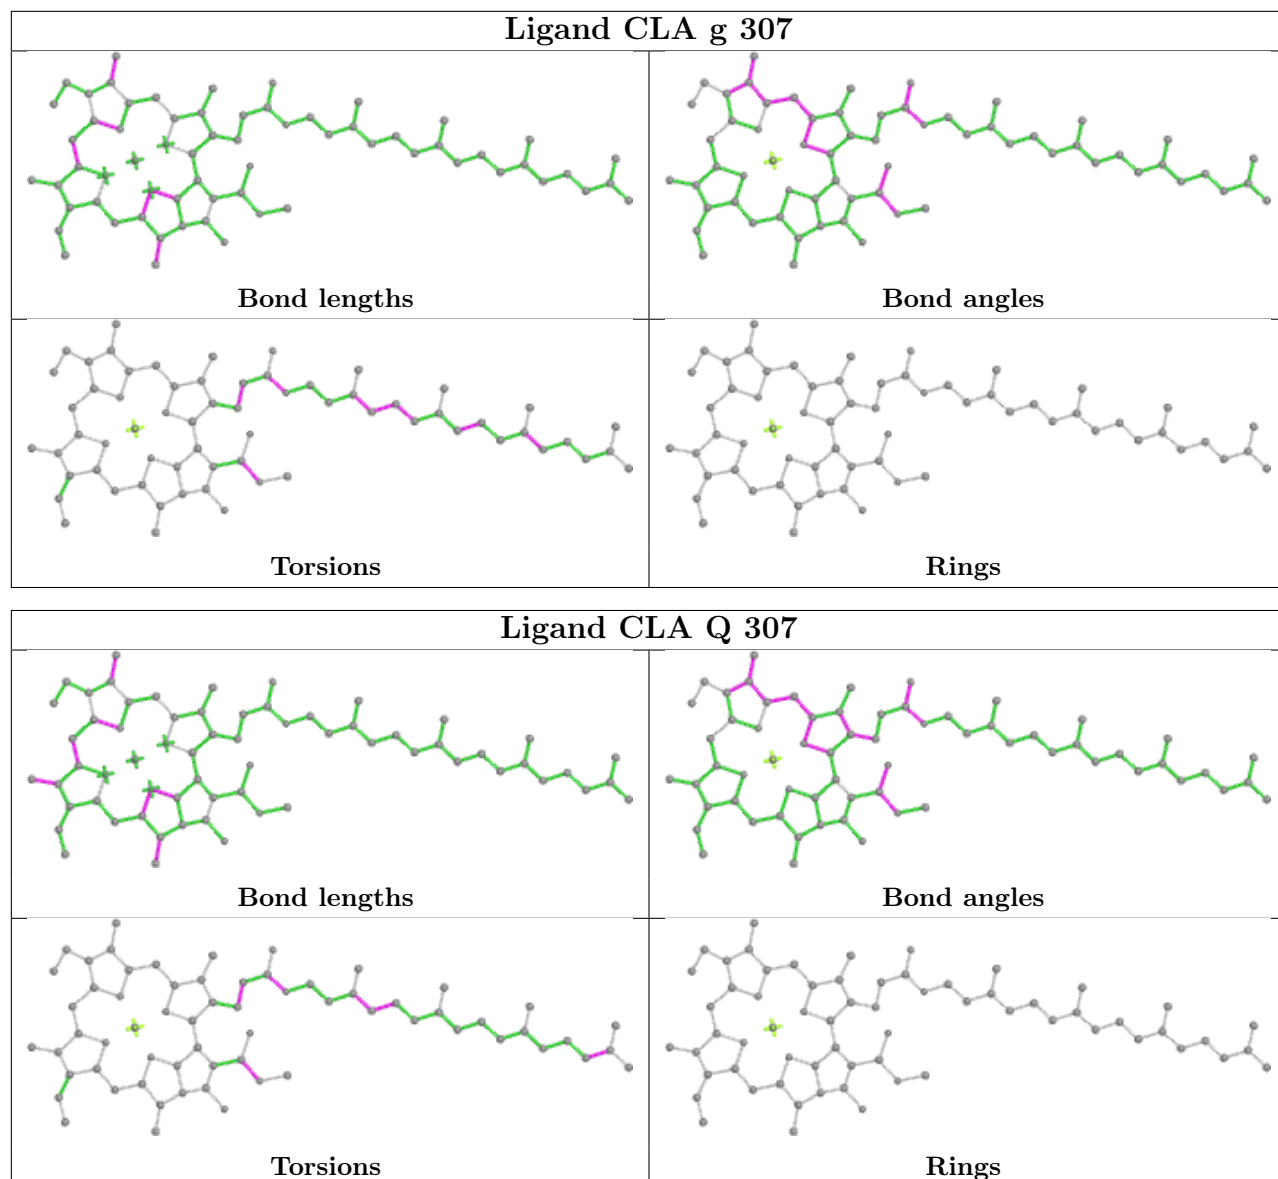 Ligand CLA g 307
Bond lengths
Bond angles
Torsions
Rings
Ligand CLA Q 307
Bond lengths
Bond angles
Torsions
Rings